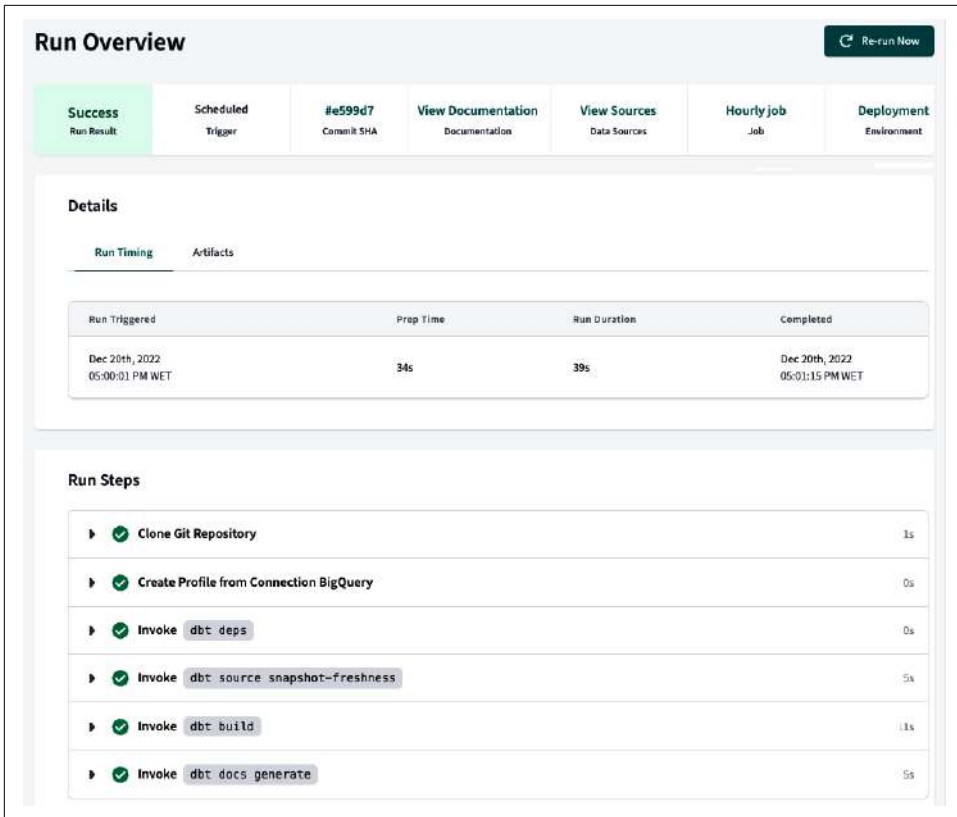 Run Overview
Re-run Now
Success
Run Result
Scheduled
Trigger
#e599d7
Commit SHA
View Documentation
Documentation
View Sources
Data Sources
Hourly job
Job
Deployment
Environment
Details
Run Timing Artifacts
Run Triggered Prep Time Run Duration Completed
Dec 20th, 2022
05:00:01 PM WET
34s
39s
Dec 20th, 2022
05:01:15 PM WET
Run Steps
Clone Git Repository 1s
Create Profile from Connection BigQuery 0s
Invoke dbt deps 0s
Invoke dbt source snapshot-freshness 5s
Invoke dbt build
Invoke dbt docs generate 5s